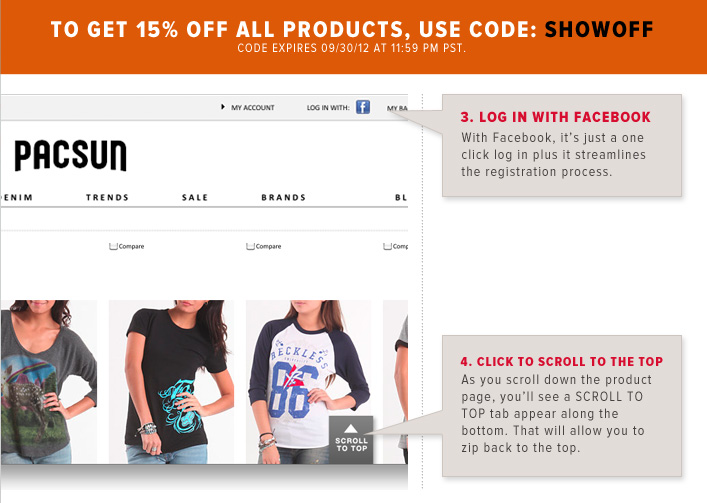 TO GET 15% OFF ALL PRODUCTS, USE CODE: SHOWOFF
CODE EXPIRES 09/30/12 AT 11:59 PM PST.
MY ACCOUNT
LOG IN WITH:
MY BA
PACSUN
ENIM TRENDS SALE BRANDS BL
Compare Compare Comp
RECKLESS
86
SCROLL
TO TOP
3. LOG IN WITH FACEBOOK
With Facebook, it's just a one
click log in plus it streamlines
the registration process.
4. CLICK TO SCROLL TO THE TOP
As you scroll down the product
page, you'll see a SCROLL TO
TOP tab appear along the
bottom. That will allow you to
zip back to the top.